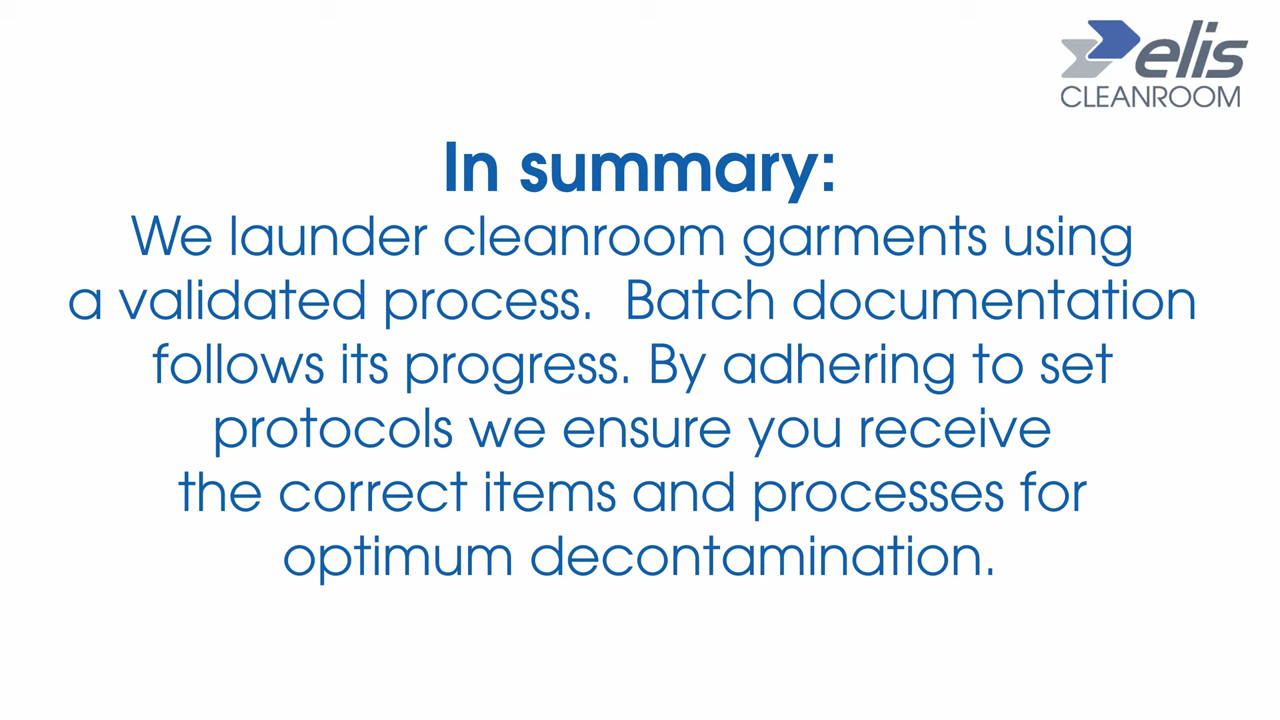 elis
CLEANROOM
In summary:
We launder cleanroom garments using
a validated process.  Batch documentation
follows its progress. By adhering to set
protocols we ensure you receive
the correct items and processes for
optimum decontamination.